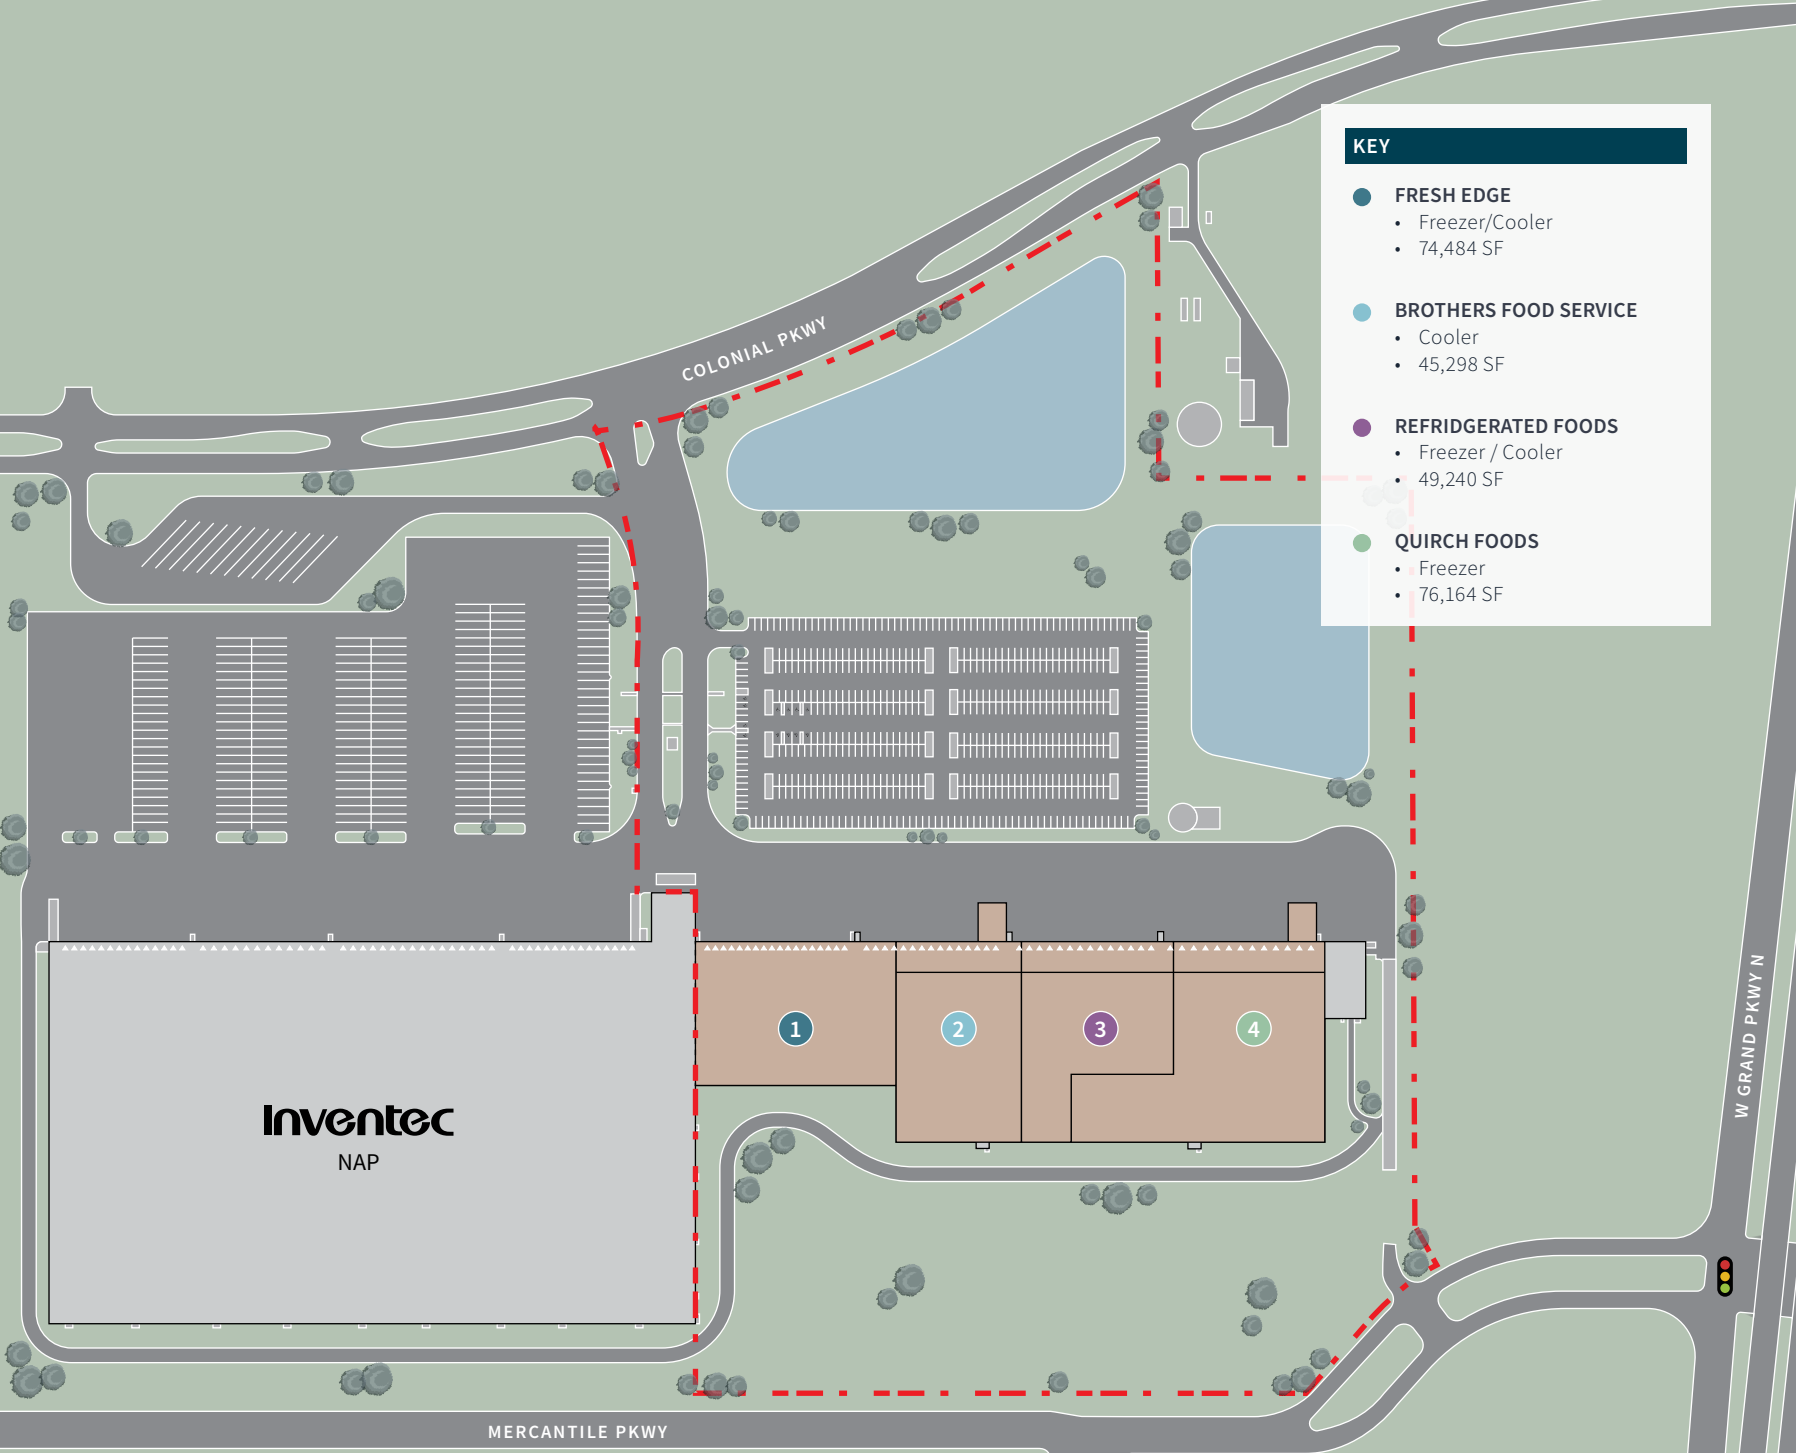 KEY
FRESH EDGE
• Freezer/Cooler
• 74,484 SF
BROTHERS FOOD SERVICE
• Cooler
• 45,298 SF
REFRIDGERATED FOODS
• Freezer / Cooler
• 49,240 SF
QUIRCH FOODS
• Freezer
• 76,164 SF
COLONIAL PKWY
W GRAND PKWY N
1
2
3
4
Inventec
NAP
MERCANTILE PKWY